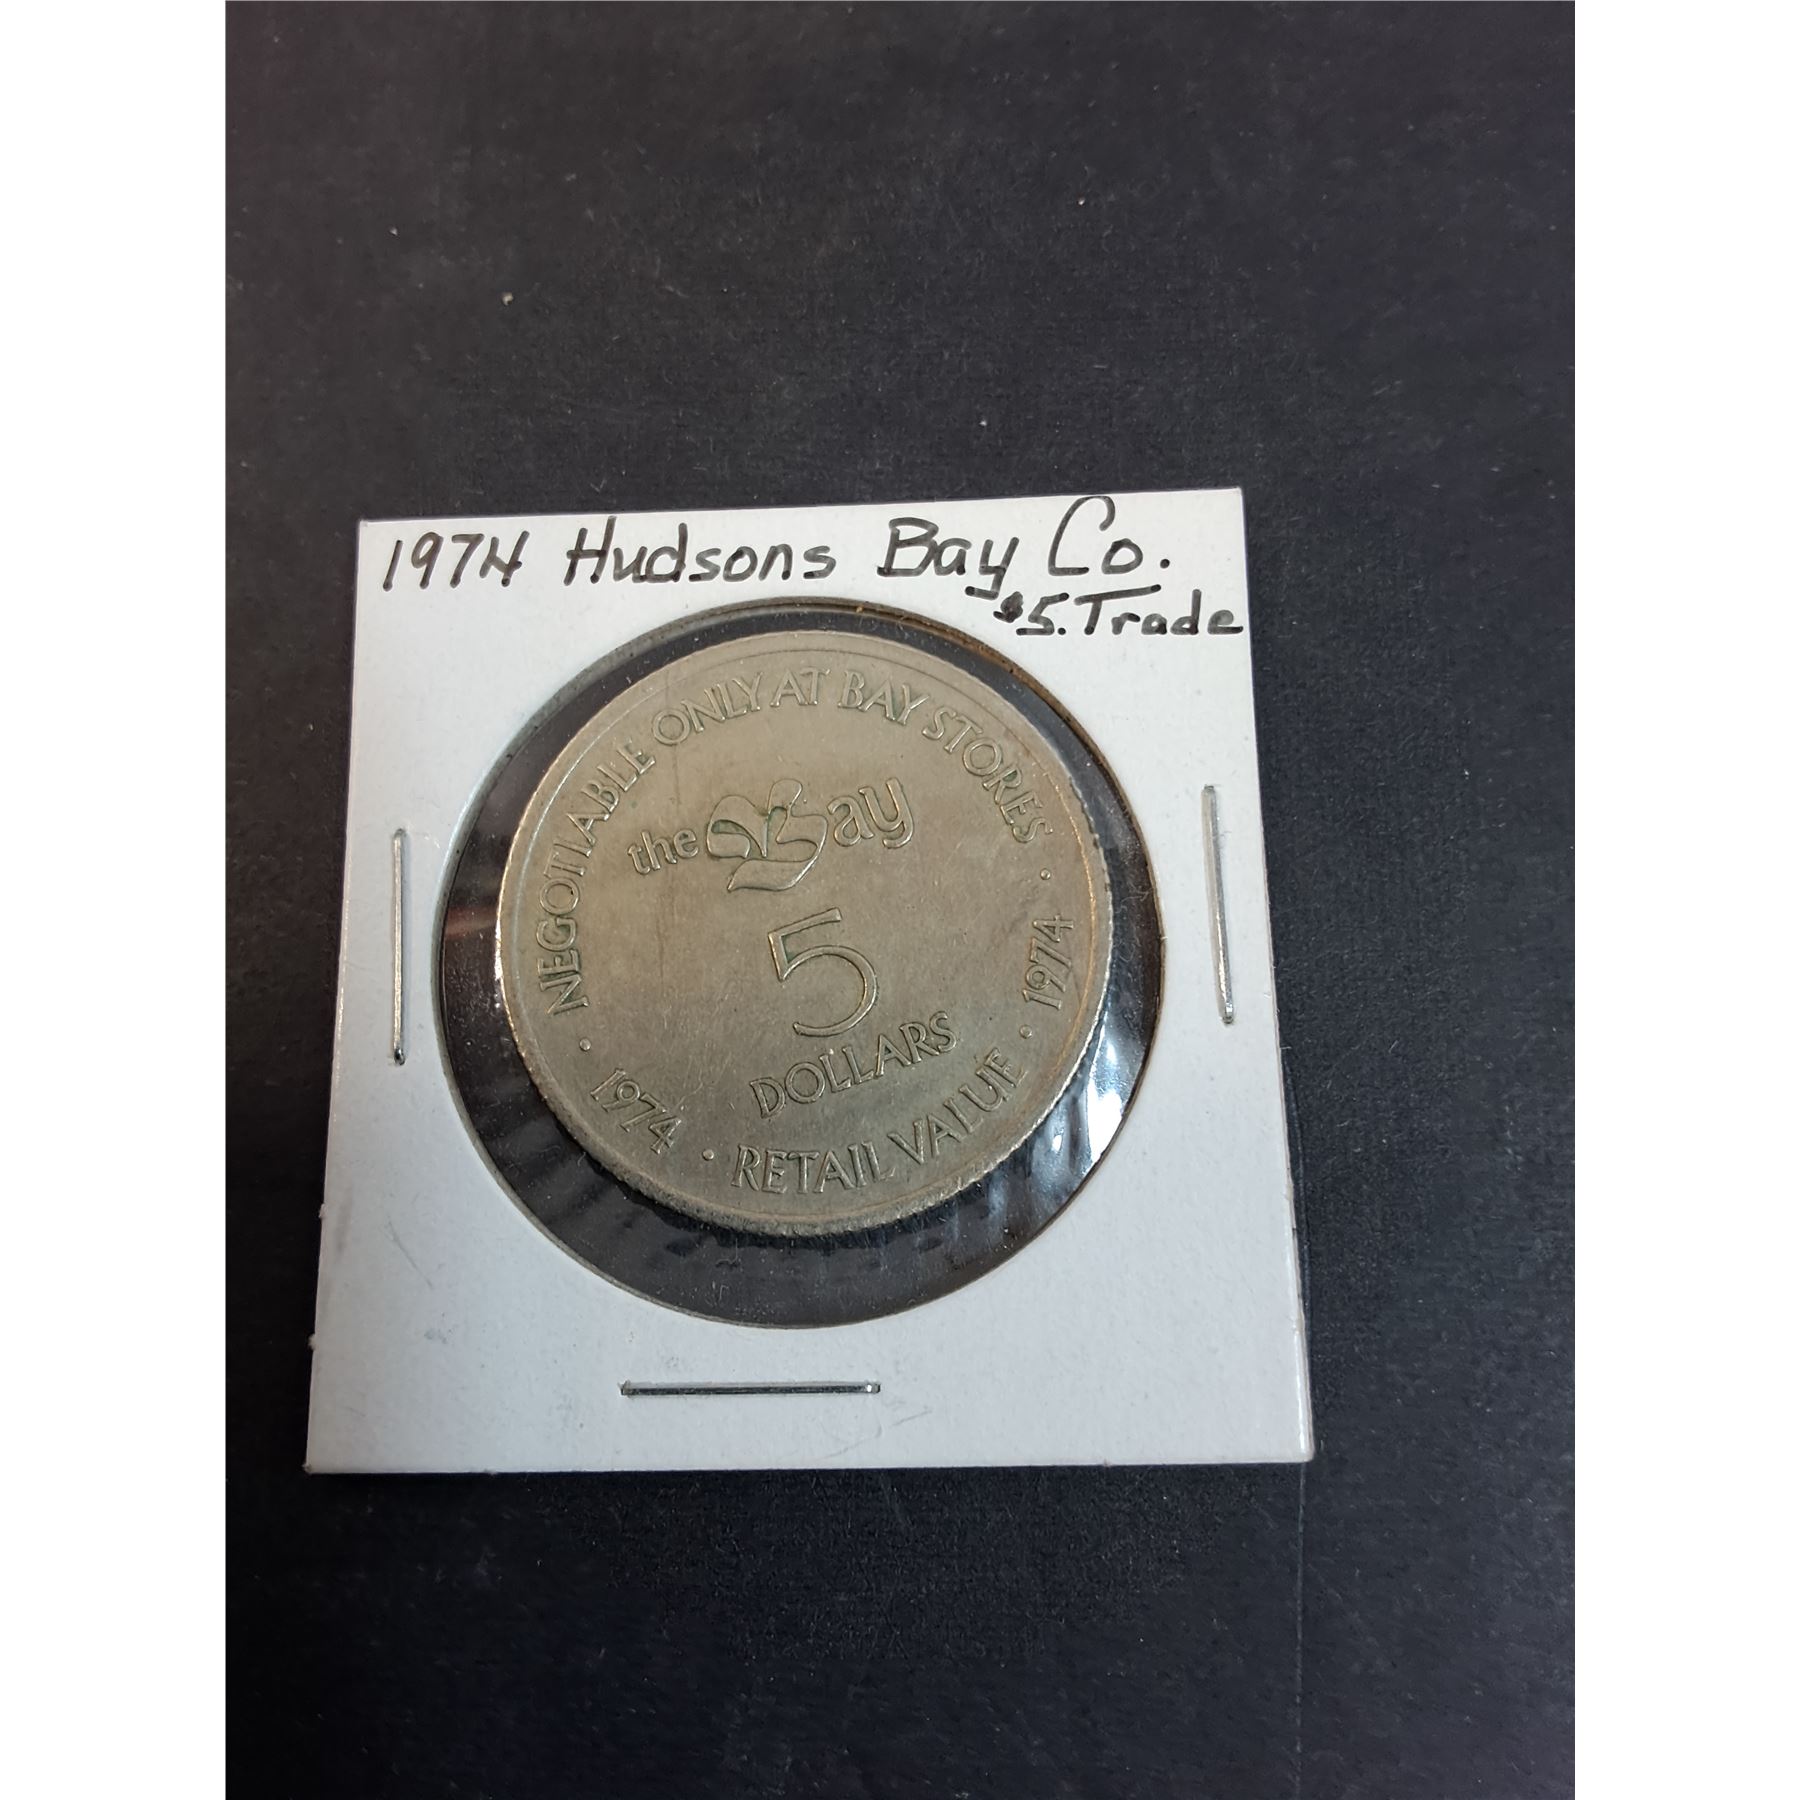 1974 Hudsons Bay Co.
$5. Trade
· NEGOTIABLE ONLY AT BAY STORES ·
the Bay
5
DOLLARS
1974 · RETAIL VALUE · 1974